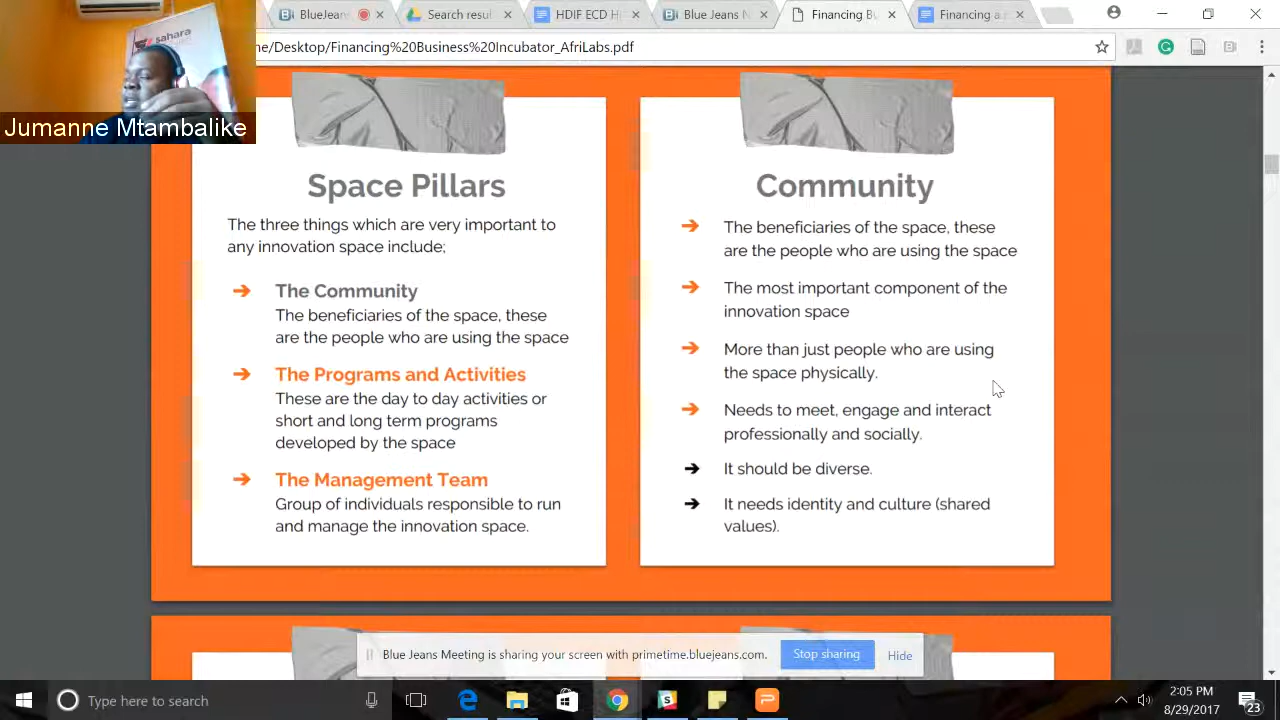 BlueJeans
Search result
HDIF ECD Hi
Blue Jeans N
Financing Bu
Financing a
ne/Desktop/Financing%20Business%20Incubator_AfriLabs.pdf
sahara
Jumanne Mtambalike
Space Pillars
The three things which are very important to
any innovation space include;
➔ The Community
The beneficiaries of the space, these
are the people who are using the space
➔ The Programs and Activities
These are the day to day activities or
short and long term programs
developed by the space
➔ The Management Team
Group of individuals responsible to run
and manage the innovation space.
Community
➔ The beneficiaries of the space, these
are the people who are using the space
➔ The most important component of the
innovation space
➔ More than just people who are using
the space physically.
➔ Needs to meet, engage and interact
professionally and socially.
➔ It should be diverse.
➔ It needs identity and culture (shared
values).
Blue Jeans Meeting is sharing your screen with primetime.bluejeans.com.
Stop sharing
Hide
Type here to search
2:05 PM
8/29/2017
23